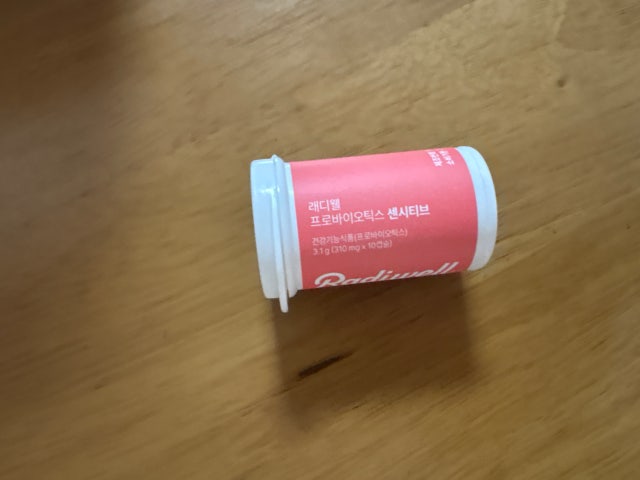 래디웰
프로바이오틱스 센시티브
건강기능식품(프로바이오틱스)
3.1 g (310 mg x 10캡슐)
Radiwell